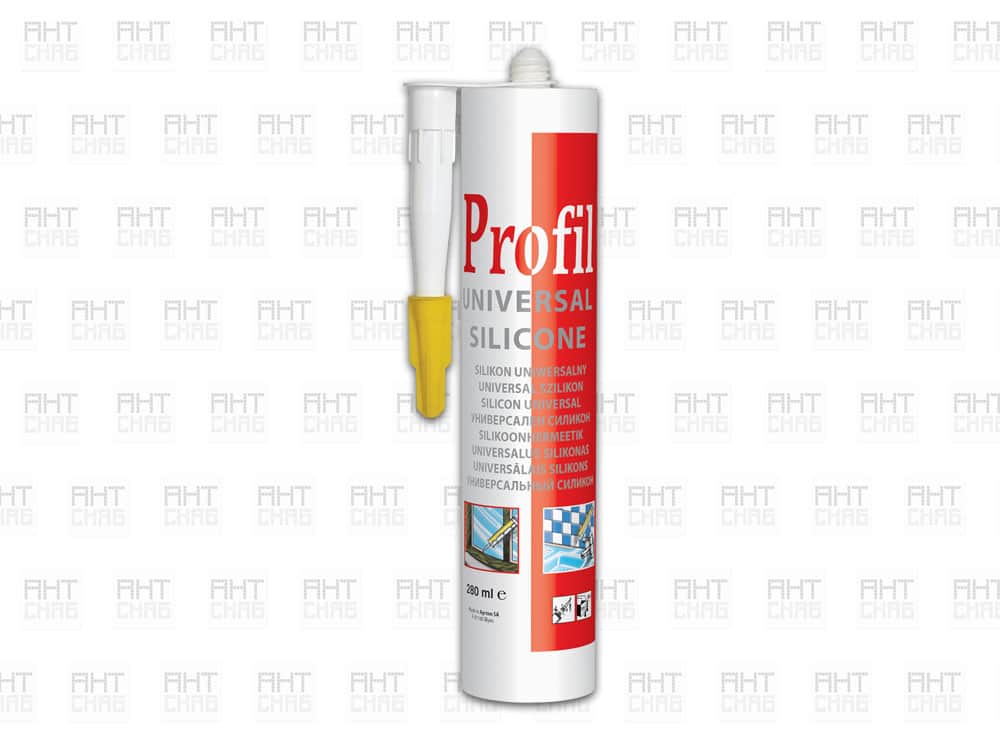 Profil
UNIVERSAL
SILICONE
SILIKON UNIWERSALNY
UNIVERSAL SZILIKON
SILICON UNIVERSAL
УНИВЕРСАЛЕН СИЛИКОН
SILIKOONHERMEETIK
UNIVERSALUS SILIKONAS
UNIVERSĀLAIS SILIKONS
УНИВЕРСАЛЬНЫЙ СИЛИКОН
280 ml e
АНТ
СНАБ